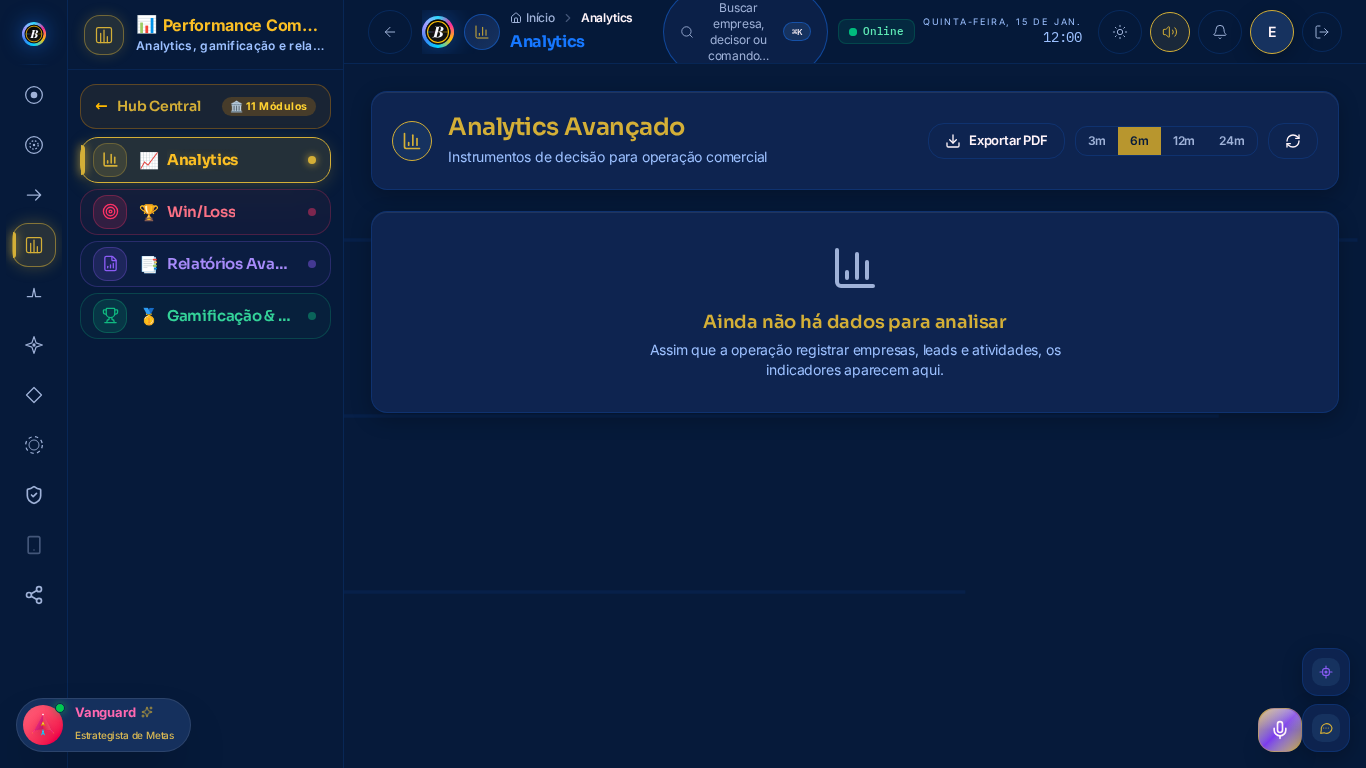 📊 Performance Com...
Analytics, gamificação e rela...
← Hub Central
🏛️ 11 Módulos
📈 Analytics
🏆 Win/Loss
📑 Relatórios Ava...
🥇 Gamificação & ...
Vanguard
Estrategista de Metas
B
Início > Analytics
Analytics
Buscar
empresa,
decisor ou
comando...
⌘K
Online
QUINTA-FEIRA, 15 DE JAN.
12:00
E
Analytics Avançado
Instrumentos de decisão para operação comercial
Exportar PDF
3m 6m 12m 24m
Ainda não há dados para analisar
Assim que a operação registrar empresas, leads e atividades, os
indicadores aparecem aqui.